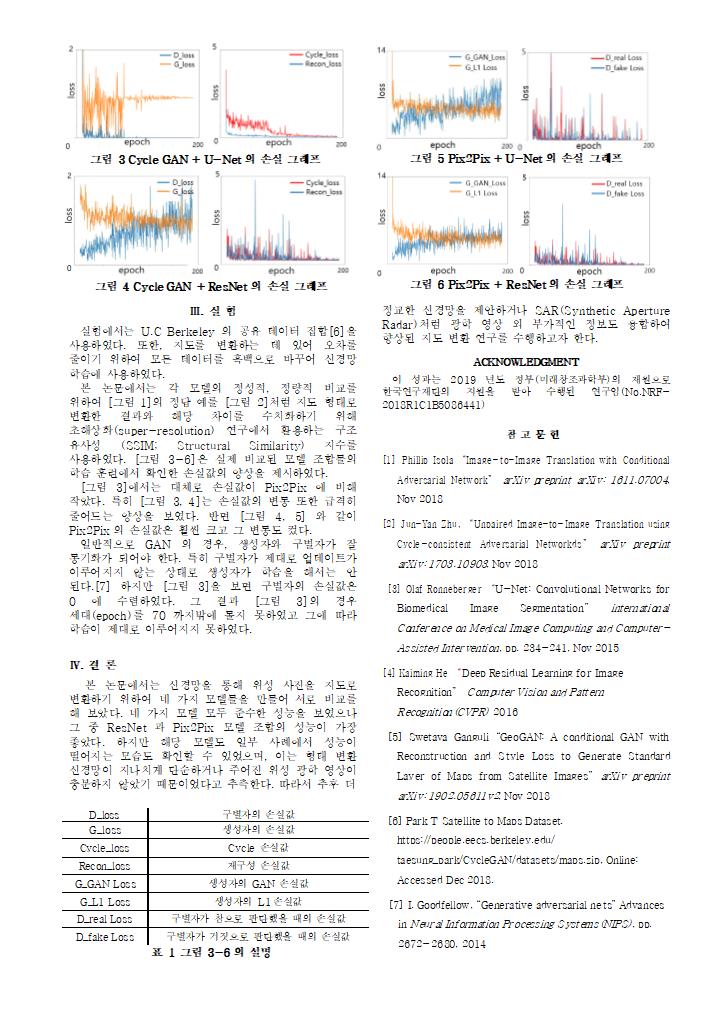 2
D_loss
G_loss
loss
0
epoch
200
5
Cycle_loss
Recon_loss
loss
epoch
200
그림 3 Cycle GAN + U-Net 의 손실 그래프
2
D_loss
G_loss
loss
0
epoch
200
5
Cycle_loss
Recon_loss
loss
0
epoch
200
그림 4 Cycle GAN + ResNet 의 손실 그래프
Ⅲ. 실 험
실험에서는 U.C Berkeley 의 공유 데이터 집합[6]을
사용하였다. 또한, 지도를 변환하는 데 있어 오차를
줄이기 위하여 모든 데이터를 흑백으로 바꾸어 신경망
학습에 사용하였다.
본 논문에서는 각 모델의 정성적, 정량적 비교를
위하여 [그림 1]의 정답 예를 [그림 2]처럼 지도 형태로
변환한 결과와 해당 차이를 수치화하기 위해
초해상화(super-resolution) 연구에서 활용하는 구조
유사성 (SSIM; Structural Similarity) 지수를
사용하였다. [그림 3-6]은 실제 비교된 모델 조합들의
학습 훈련에서 확인한 손실값의 양상을 제시하였다.
[그림 3]에서는 대체로 손실값이 Pix2Pix 에 비해
작았다. 특히 [그림 3, 4]는 손실값의 변동 또한 급격히
줄어드는 양상을 보였다. 반면 [그림 4, 5] 와 같이
Pix2Pix 의 손실값은 훨씬 크고 그 변동도 컸다.
일반적으로 GAN 의 경우, 생성자와 구별자가 잘
동기화가 되어야 한다. 특히 구별자가 제대로 업데이트가
이루어지지 않는 상태로 생성자가 학습을 해서는 안
된다.[7] 하지만 [그림 3]을 보면 구별자의 손실값은
0 에 수렴하였다. 그 결과 [그림 3]의 경우
세대(epoch)를 70 까지밖에 돌지 못하였고 그에 따라
학습이 제대로 이루어지지 못하였다.
Ⅳ. 결 론
본 논문에서는 신경망을 통해 위성 사진을 지도로
변환하기 위하여 네 가지 모델들을 만들어 서로 비교를
해 보았다. 네 가지 모델 모두 준수한 성능을 보였으나
그 중 ResNet 과 Pix2Pix 모델 조합의 성능이 가장
좋았다. 하지만 해당 모델도 일부 사례에서 성능이
떨어지는 모습도 확인할 수 있었으며, 이는 형태 변환
신경망이 지나치게 단순하거나 주어진 위성 광학 영상이
충분하지 않았기 때문이었다고 추측한다. 따라서 추후 더
D_loss 구별자의 손실값
G_loss 생성자의 손실값
Cycle_loss Cycle 손실값
Recon_loss 재구성 손실값
G_GAN Loss 생성자의 GAN 손실값
G_L1 Loss 생성자의 L1 손실값
D_real Loss 구별자가 참으로 판단했을 때의 손실값
D_fake Loss 구별자가 거짓으로 판단했을 때의 손실값
표 1 그림 3-6 의 설명
14
G_GAN_Loss
G_L1 Loss
loss
0
epoch
200
5
D_real Loss
D_fake Loss
loss
0
epoch
200
그림 5 Pix2Pix + U-Net 의 손실 그래프
14
G_GAN_Loss
G_L1 Loss
loss
0
epoch
200
5
D_real Loss
D_fake Loss
loss
0
epoch
200
그림 6 Pix2Pix + ResNet 의 손실 그래프
정교한 신경망을 제안하거나 SAR(Synthetic Aperture
Radar)처럼 광학 영상 외 부가적인 정보도 융합하여
향상된 지도 변환 연구를 수행하고자 한다.
ACKNOWLEDGMENT
이 성과는 2019 년도 정부(미래창조과학부)의 재원으로
한국연구재단의 지원을 받아 수행된 연구임(No.NRF-
2018R1C1B5086441)
참 고 문 헌
[1] Phillip Isola "Image-to-Image Translation with Conditional
Adversarial Network" arXiv preprint arXiv: 1611.07004,
Nov 2018
[2] Jun-Yan Zhu, "Unpaired Image-to-Image Translation using
Cycle-consistent Adversarial Networkds" arXiv preprint
arXiv:1703.10903, Nov 2018
[3] Olaf Ronneberger "U-Net: Convolutional Networks for
Biomedical Image Segmentation" international
Conference on Medical Image Computing and Computer-
Assisted Intervention, pp. 234-241, Nov 2015
[4] Kaiming He "Deep Residual Learning for Image
Recognition" Computer Vision and Pattern
Recognition (CVPR) 2016
[5] Swetava Ganguli "GeoGAN: A conditional GAN with
Reconstruction and Style Loss to Generate Standard
Layer of Maps from Satellite Images" arXiv preprint
arXiv:1902.05611v2, Nov 2018
[6] Park T Satellite to Maps Dataset.
https://people.eecs.berkeley.edu/
taesung_park/CycleGAN/datasets/maps.zip, Online:
Accessed Dec 2018.
[7] I. Goodfellow, "Generative adversarial nets" Advances
in Neural Information Processing Systems (NIPS), pp.
2672-2680, 2014